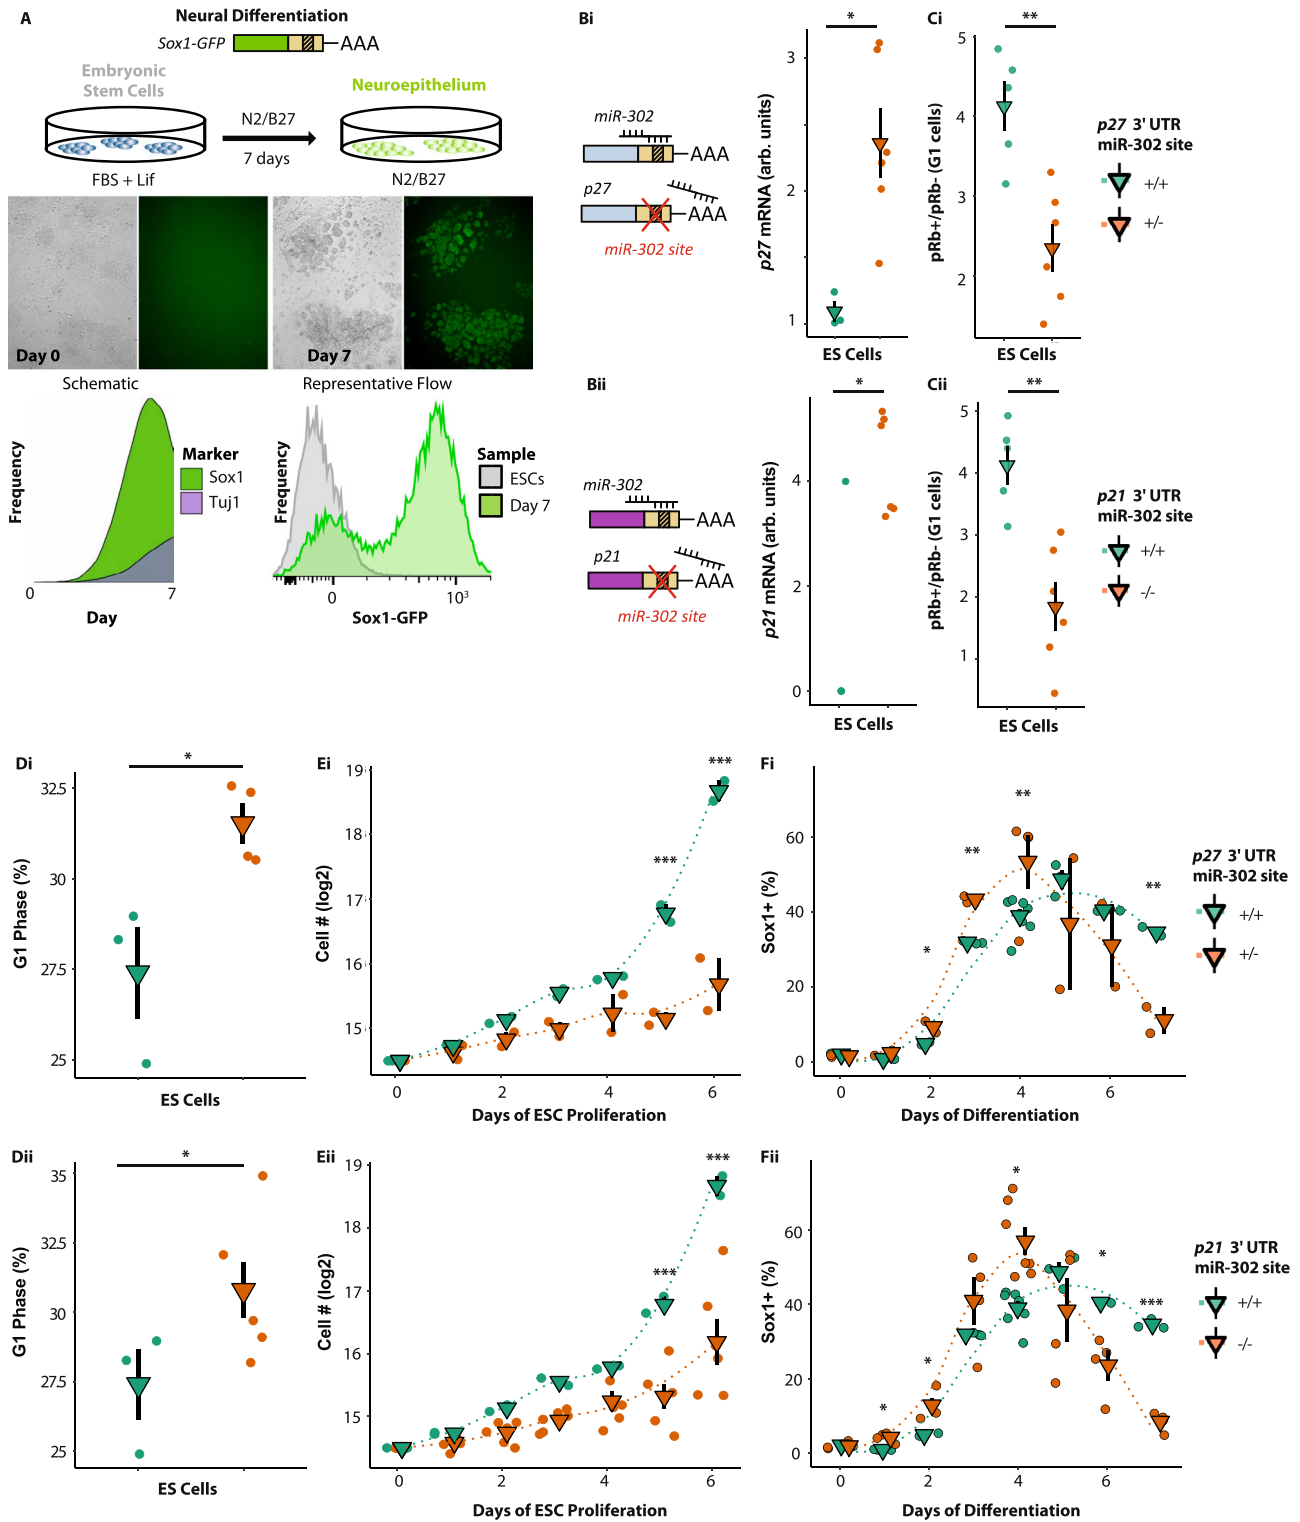 A
Neural Differentiation
Sox1-GFP
AAA
Embryonic
Stem Cells
Neuroepithelium
N2/B27
7 days
FBS + Lif
N2/B27
Day 0
Day 7
Schematic
Frequency
0
7
Day
Marker
Sox1
Tuj1
Representative Flow
Frequency
0
10³
Sox1-GFP
Sample
ESCs
Day 7
Bi
miR-302
AAA
p27
AAA
miR-302 site
p27 mRNA (arb. units)
3
2
1
*
ES Cells
Ci
pRb+/pRb- (G1 cells)
5
4
3
2
**
ES Cells
p27 3' UTR
miR-302 site
+/+
+/-
Bii
miR-302
AAA
p21
AAA
miR-302 site
p21 mRNA (arb. units)
4
2
0
*
ES Cells
Cii
pRb+/pRb- (G1 cells)
5
4
3
2
1
**
ES Cells
p21 3' UTR
miR-302 site
+/+
-/-
Di
G1 Phase (%)
32.5
30
27.5
25
*
ES Cells
Ei
Cell # (log2)
19
18
17
16
15
***
***
0
2
4
6
Days of ESC Proliferation
Fi
Sox1+ (%)
60
40
20
0
*
**
**
**
0
2
4
6
Days of Differentiation
p27 3' UTR
miR-302 site
+/+
+/-
Dii
G1 Phase (%)
35
32.5
30
27.5
25
*
ES Cells
Eii
Cell # (log2)
19
18
17
16
15
***
***
0
2
4
6
Days of ESC Proliferation
Fii
Sox1+ (%)
60
40
20
0
*
*
*
*
***
0
2
4
6
Days of Differentiation
p21 3' UTR
miR-302 site
+/+
-/-